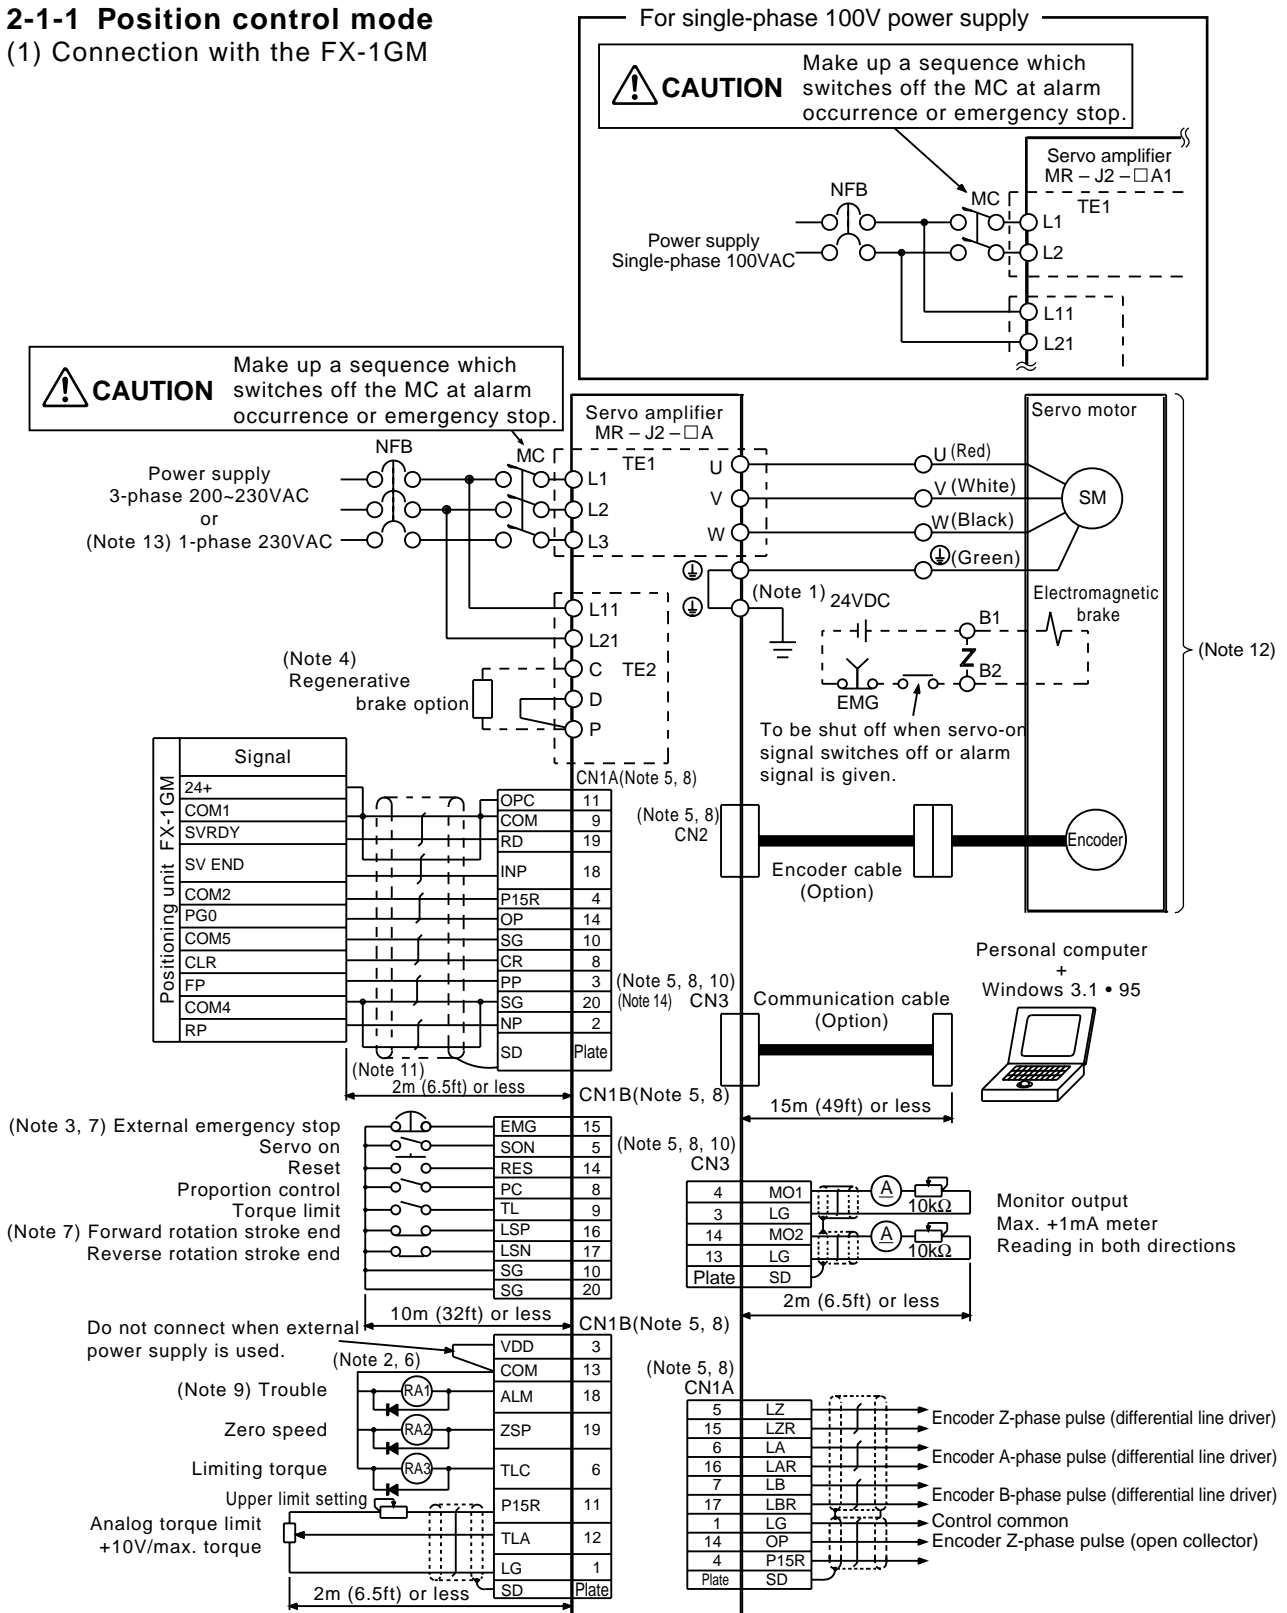 2-1-1 Position control mode
(1) Connection with the FX-1GM
For single-phase 100V power supply
CAUTION
Make up a sequence which
switches off the MC at alarm
occurrence or emergency stop.
Servo amplifier
MR – J2 – □ A1
NFB
MC
TE1
L1
Power supply
Single-phase 100VAC
L2
L11
L21
CAUTION
Make up a sequence which
switches off the MC at alarm
occurrence or emergency stop.
Servo amplifier
MR – J2 – □ A
Servo motor
NFB
MC
TE1
Power supply
3-phase 200~230VAC
or
(Note 13) 1-phase 230VAC
L1
L2
L3
U
V
W
U (Red)
V (White)
W (Black)
(Green)
SM
(Note 1)
24VDC
B1
B2
EMG
Electromagnetic
brake
(Note 12)
To be shut off when servo-on
signal switches off or alarm
signal is given.
L11
L21
(Note 4)
Regenerative
brake option
C
TE2
D
P
Positioning unit FX-1GM
Signal
24+
COM1
SVRDY
SV END
COM2
PG0
COM5
CLR
FP
COM4
RP
CN1A(Note 5, 8)
OPC 11
COM 9
RD 19
INP 18
P15R 4
OP 14
SG 10
CR 8
PP 3
SG 20
NP 2
SD Plate
(Note 11)
2m (6.5ft) or less
(Note 5, 8)
CN2
Encoder cable
(Option)
Encoder
(Note 5, 8, 10)
(Note 14) CN3
Communication cable
(Option)
15m (49ft) or less
Personal computer
+
Windows 3.1 • 95
CN1B(Note 5, 8)
(Note 3, 7) External emergency stop EMG 15
Servo on SON 5
Reset RES 14
Proportion control PC 8
Torque limit TL 9
(Note 7) Forward rotation stroke end LSP 16
Reverse rotation stroke end LSN 17
SG 10
SG 20
10m (32ft) or less
(Note 5, 8, 10)
CN3
4 MO1
3 LG
14 MO2
13 LG
Plate SD
A
10kΩ
A
10kΩ
2m (6.5ft) or less
Monitor output
Max. +1mA meter
Reading in both directions
CN1B(Note 5, 8)
Do not connect when external
power supply is used.
(Note 2, 6)
VDD 3
COM 13
(Note 9) Trouble RA1 ALM 18
Zero speed RA2 ZSP 19
Limiting torque RA3 TLC 6
Upper limit setting
P15R 11
Analog torque limit
+10V/max. torque
TLA 12
LG 1
SD Plate
2m (6.5ft) or less
(Note 5, 8)
CN1A
5 LZ
15 LZR
Encoder Z-phase pulse (differential line driver)
6 LA
16 LAR
Encoder A-phase pulse (differential line driver)
7 LB
17 LBR
Encoder B-phase pulse (differential line driver)
1 LG Control common
14 OP Encoder Z-phase pulse (open collector)
4 P15R
Plate SD